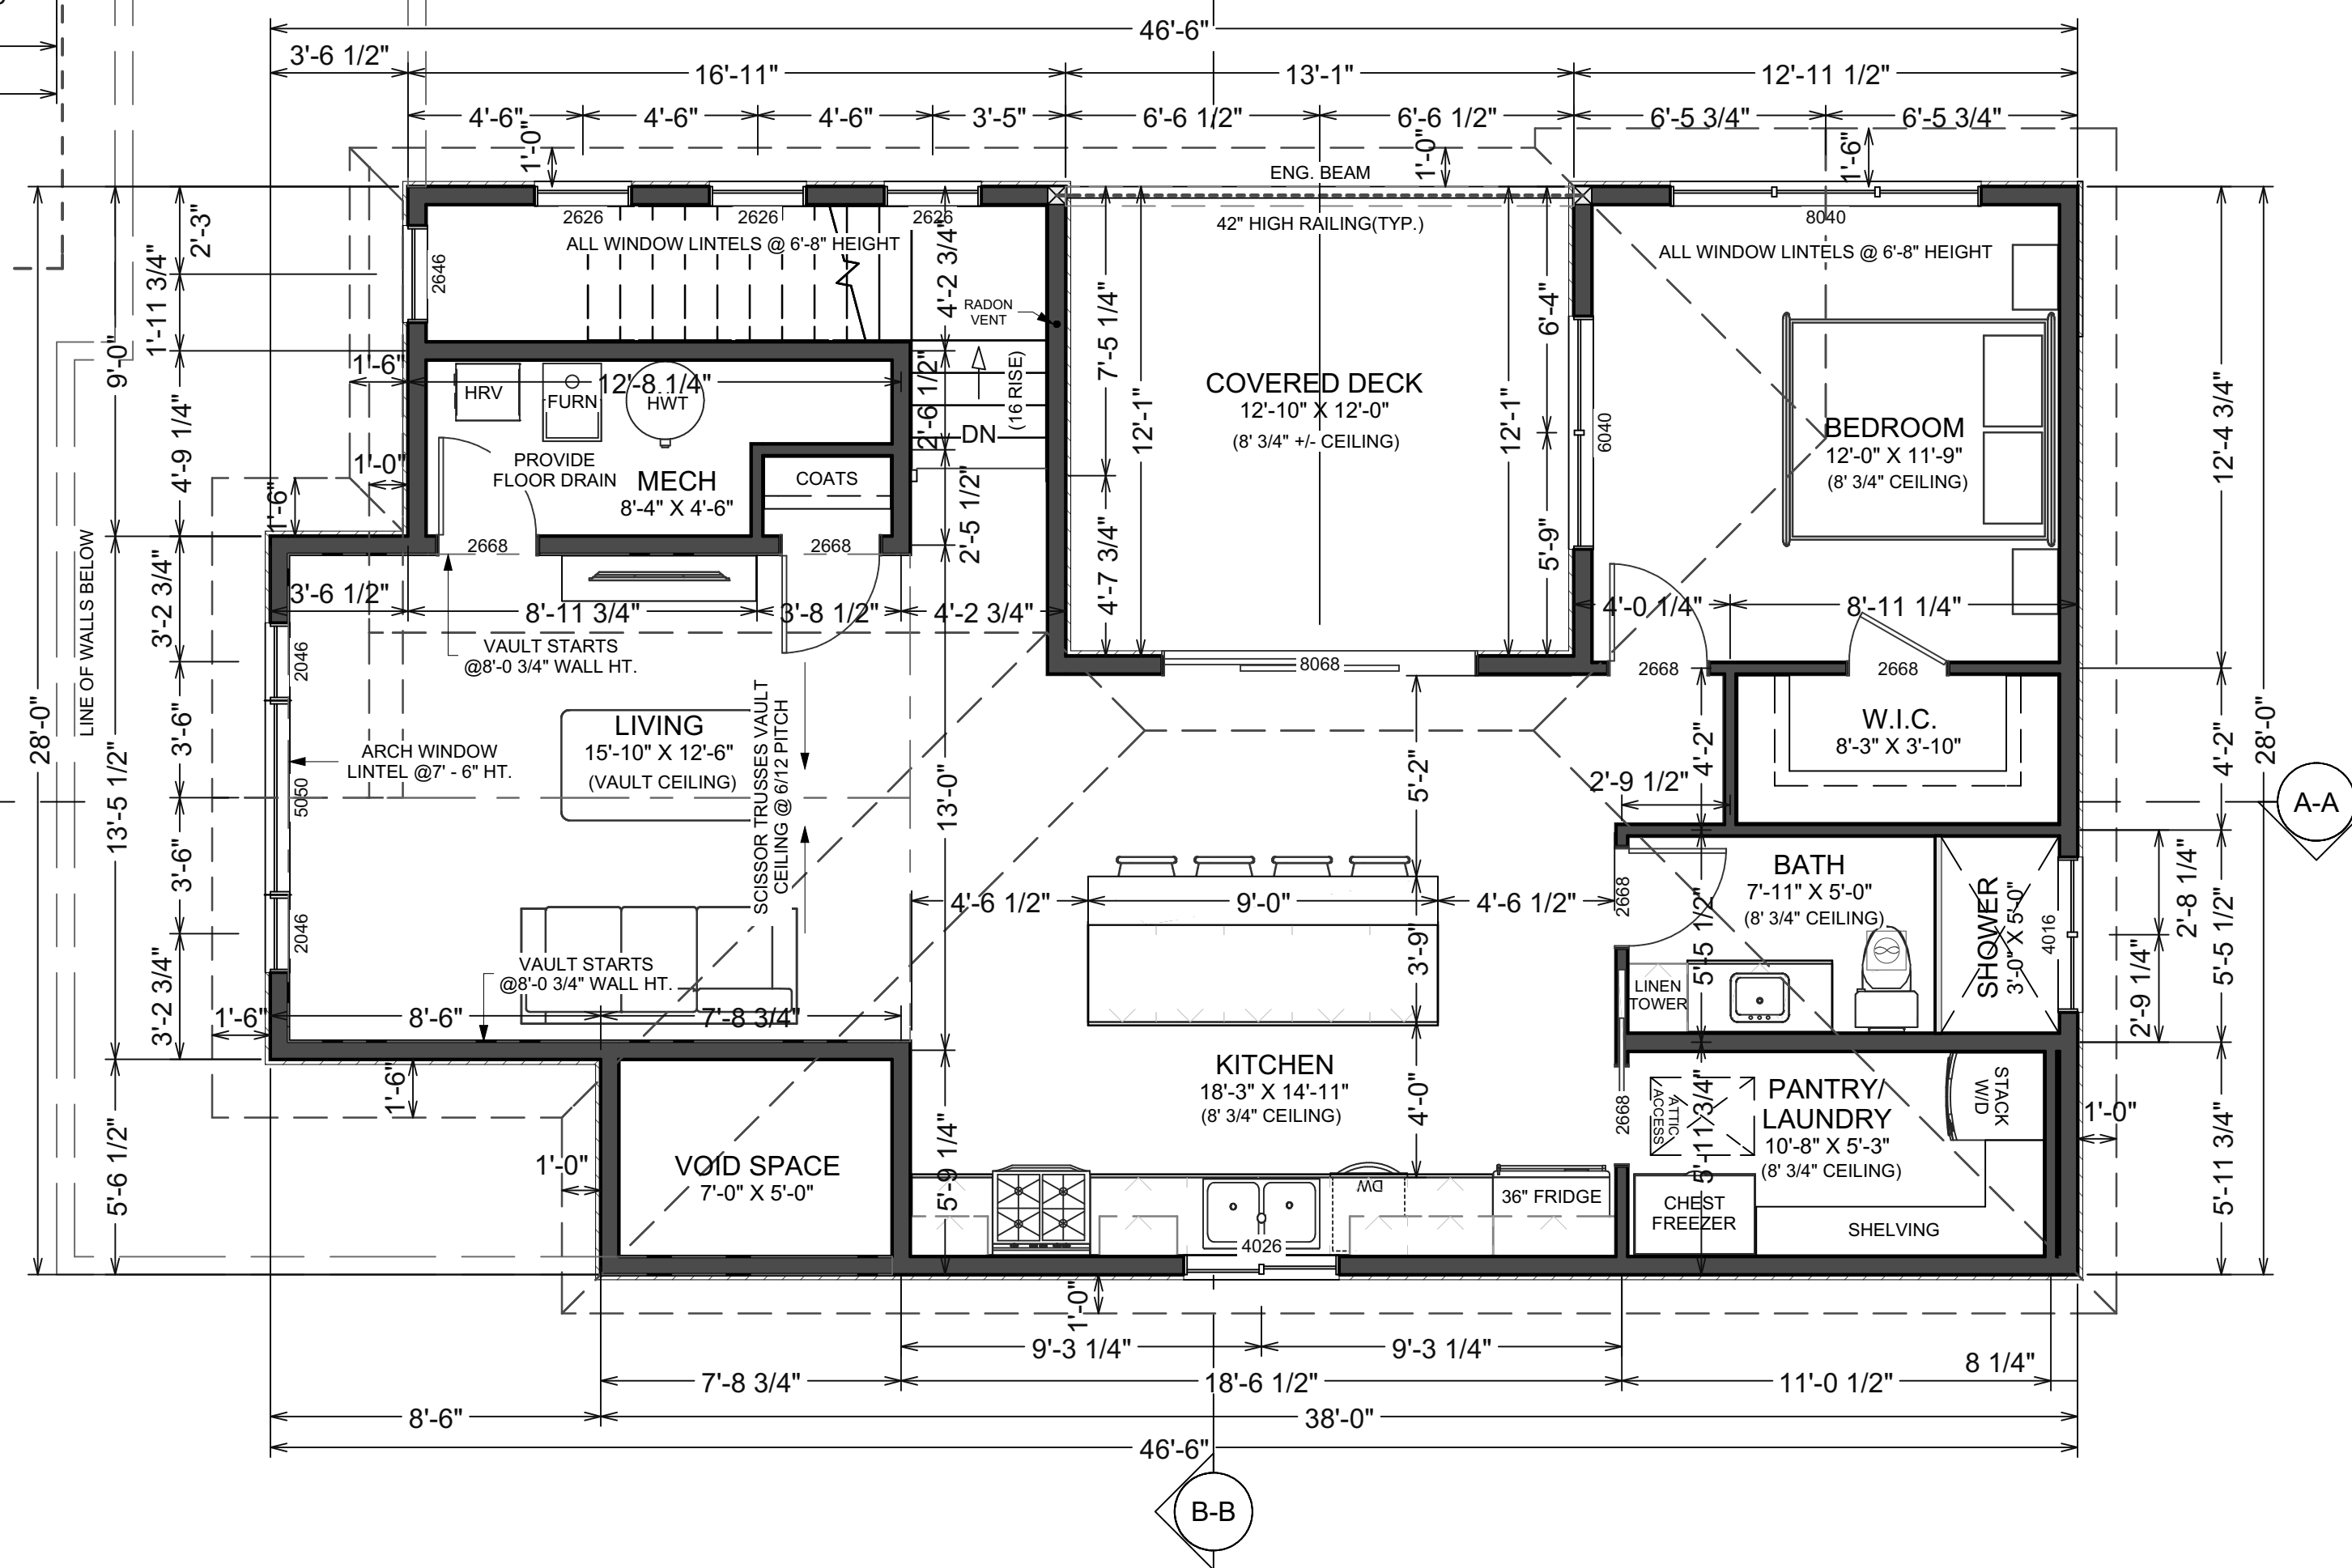 46'-6"
3'-6 1/2"
16'-11"
13'-1"
12'-11 1/2"
4'-6"
4'-6"
4'-6"
3'-5"
6'-6 1/2"
6'-6 1/2"
6'-5 3/4"
6'-5 3/4"
1'-0"
1'-0"
1'-6"
ENG. BEAM
42" HIGH RAILING(TYP.)
2626
2626
2626
8040
ALL WINDOW LINTELS @ 6'-8" HEIGHT
ALL WINDOW LINTELS @ 6'-8" HEIGHT
2'-3"
1'-11 3/4"
9'-0"
4'-9 1/4"
2646
4'-2 3/4"
RADON
VENT
7'-5 1/4"
6'-4"
1'-6"
12'-8 1/4"
HRV
FURN
HWT
2'-6 1/2"
(16 RISE)
DN
COVERED DECK
12'-10" X 12'-0"
(8' 3/4" +/- CEILING)
12'-1"
12'-1"
6040
BEDROOM
12'-0" X 11'-9"
(8' 3/4" CEILING)
12'-4 3/4"
1'-0"
1'-6"
PROVIDE
FLOOR DRAIN
MECH
8'-4" X 4'-6"
COATS
2'-5 1/2"
4'-7 3/4"
5'-9"
2668
2668
LINE OF WALLS BELOW
3'-6 1/2"
8'-11 3/4"
3'-8 1/2"
4'-2 3/4"
4'-0 1/4"
8'-11 1/4"
3'-2 3/4"
2046
VAULT STARTS
@8'-0 3/4" WALL HT.
8068
2668
2668
28'-0"
13'-5 1/2"
3'-6"
3'-6"
3'-2 3/4"
5050
2046
ARCH WINDOW
LINTEL @7' - 6" HT.
LIVING
15'-10" X 12'-6"
(VAULT CEILING)
SCISSOR TRUSSES VAULT
CEILING @ 6/12 PITCH
13'-0"
5'-2"
4'-2"
W.I.C.
8'-3" X 3'-10"
2'-9 1/2"
4'-2"
28'-0"
A-A
4'-6 1/2"
9'-0"
4'-6 1/2"
3'-9"
2668
BATH
7'-11" X 5'-0"
(8' 3/4" CEILING)
5'-5 1/2"
SHOWER
3'-0" X 5'-0"
4016
2'-8 1/4"
2'-9 1/4"
5'-5 1/2"
LINEN
TOWER
VAULT STARTS
@8'-0 3/4" WALL HT.
1'-6"
8'-6"
7'-8 3/4"
1'-6"
5'-6 1/2"
1'-0"
VOID SPACE
7'-0" X 5'-0"
5'-9 1/4"
KITCHEN
18'-3" X 14'-11"
(8' 3/4" CEILING)
4'-0"
2668
ATTIC
ACCESS
5'-11 3/4"
PANTRY/
LAUNDRY
10'-8" X 5'-3"
(8' 3/4" CEILING)
STACK
W/D
1'-0"
5'-11 3/4"
DW
36" FRIDGE
CHEST
FREEZER
SHELVING
4026
1'-0"
9'-3 1/4"
9'-3 1/4"
8 1/4"
7'-8 3/4"
18'-6 1/2"
11'-0 1/2"
8'-6"
38'-0"
46'-6"
B-B